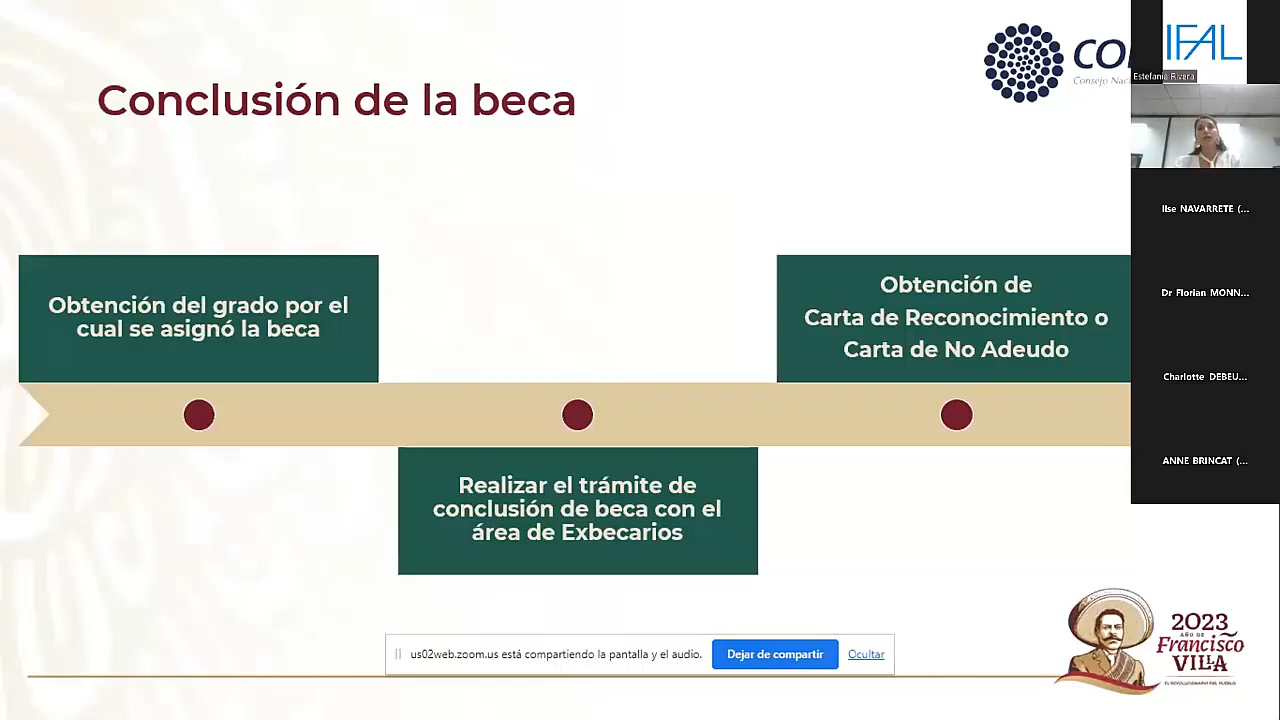 Conclusión de la beca
Consejo Nac
IFAL
Estefania Rivera
Ilse NAVARRETE (...
Dr Florian MONN...
Charlotte DEBEU...
ANNE BRINCAT (...
Obtención del grado por el
cual se asignó la beca
Obtención de
Carta de Reconocimiento o
Carta de No Adeudo
Realizar el trámite de
conclusión de beca con el
área de Exbecarios
us02web.zoom.us está compartiendo la pantalla y el audio.
Dejar de compartir
Ocultar
2023
AÑO DE
Francisco
VILLA
EL REVOLUCIONARIO DEL PUEBLO